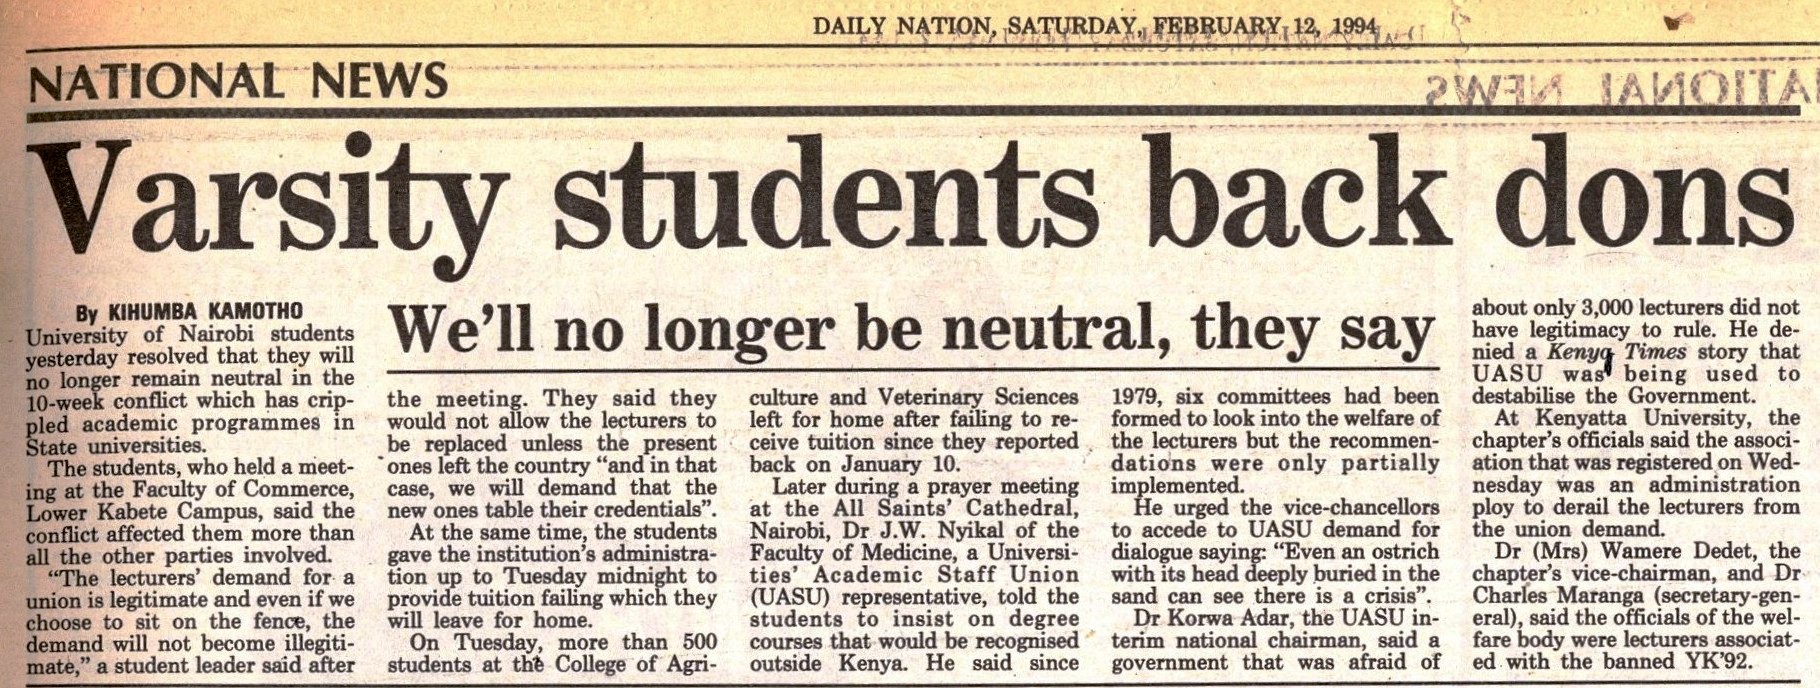 DAILY NATION, SATURDAY, FEBRUARY 12, 1994
NATIONAL NEWS
Varsity students back dons
We'll no longer be neutral, they say
By KIHUMBA KAMOTHO
University of Nairobi students
yesterday resolved that they will
no longer remain neutral in the
10-week conflict which has crip-
pled academic programmes in
State universities.
The students, who held a meet-
ing at the Faculty of Commerce,
Lower Kabete Campus, said the
conflict affected them more than
all the other parties involved.
"The lecturers' demand for a
union is legitimate and even if we
choose to sit on the fence, the
demand will not become illegiti-
mate," a student leader said after
the meeting. They said they
would not allow the lecturers to
be replaced unless the present
ones left the country "and in that
case, we will demand that the
new ones table their credentials".
At the same time, the students
gave the institution's administra-
tion up to Tuesday midnight to
provide tuition failing which they
will leave for home.
On Tuesday, more than 500
students at the College of Agri-
culture and Veterinary Sciences
left for home after failing to re-
ceive tuition since they reported
back on January 10.
Later during a prayer meeting
at the All Saints' Cathedral,
Nairobi, Dr J.W. Nyikal of the
Faculty of Medicine, a Universi-
ties' Academic Staff Union
(UASU) representative, told the
students to insist on degree
courses that would be recognised
outside Kenya. He said since
1979, six committees had been
formed to look into the welfare of
the lecturers but the recommen-
dations were only partially
implemented.
He urged the vice-chancellors
to accede to UASU demand for
dialogue saying: "Even an ostrich
with its head deeply buried in the
sand can see there is a crisis".
Dr Korwa Adar, the UASU in-
terim national chairman, said a
government that was afraid of
about only 3,000 lecturers did not
have legitimacy to rule. He de-
nied a Kenya Times story that
UASU was being used to
destabilise the Government.
At Kenyatta University, the
chapter's officials said the associ-
ation that was registered on Wed-
nesday was an administration
ploy to derail the lecturers from
the union demand.
Dr (Mrs) Wamere Dedet, the
chapter's vice-chairman, and Dr
Charles Maranga (secretary-gen-
eral), said the officials of the wel-
fare body were lecturers associat-
ed with the banned YK'92.